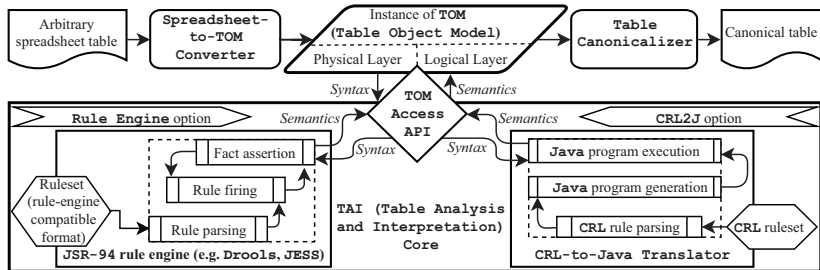 Arbitrary
spreadsheet table
Spreadsheet-
to-TOM
Converter
Instance of TOM
(Table Object Model)
Physical Layer
Logical Layer
Table
Canonicalizer
Canonical table
Syntax
Semantics
TOM
Access
API
Rule Engine option
Semantics
Syntax
Semantics
Syntax
CRL2J option
Fact assertion
Rule firing
Rule parsing
Ruleset
(rule-engine
compatible
format)
JSR-94 rule engine (e.g. Drools, JESS)
TAI (Table Analysis
and Interpretation)
Core
Java program execution
Java program generation
CRL rule parsing
CRL ruleset
CRL-to-Java Translator